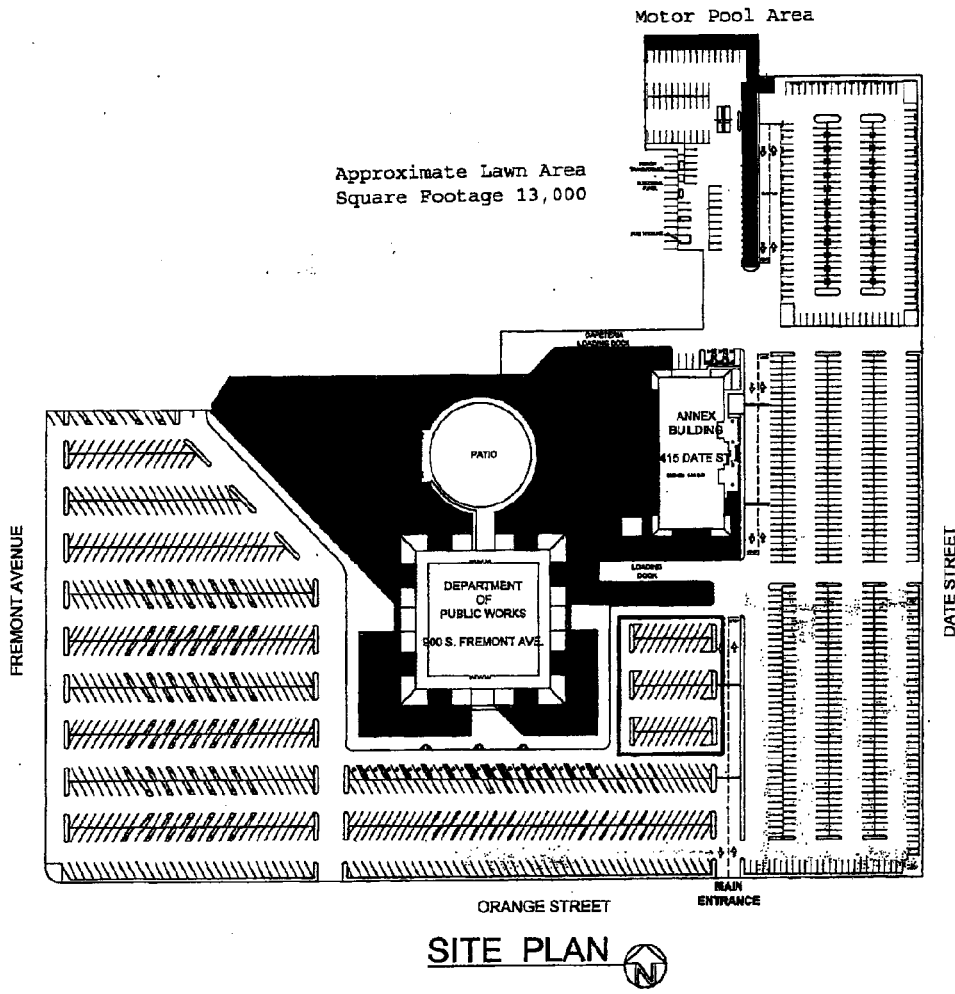 Motor Pool Area
Approximate Lawn Area
Square Footage 13,000
CAFETERIA
LOADING DOCK
ANNEX
BUILDING
415 DATE ST
PATIO
LOADING
DOCK
DEPARTMENT
OF
PUBLIC WORKS
900 S. FREMONT AVE.
FREMONT AVENUE
DATE STREET
MAIN
ENTRANCE
ORANGE STREET
SITE PLAN
N